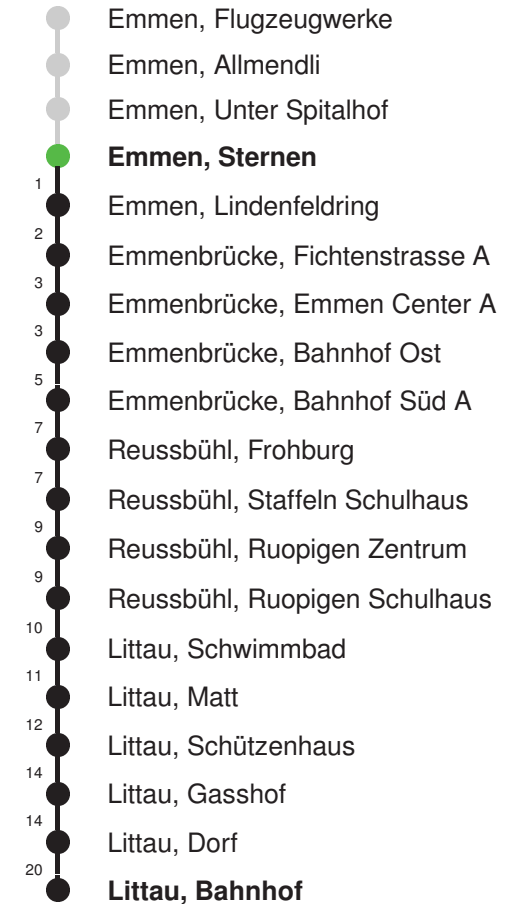 Emmen, Flugzeugwerke
Emmen, Allmendli
Emmen, Unter Spitalhof
Emmen, Sternen
1
Emmen, Lindenfeldring
2
Emmenbrücke, Fichtenstrasse A
3
Emmenbrücke, Emmen Center A
3
Emmenbrücke, Bahnhof Ost
5
Emmenbrücke, Bahnhof Süd A
7
Reussbühl, Frohburg
7
Reussbühl, Staffeln Schulhaus
9
Reussbühl, Ruopigen Zentrum
9
Reussbühl, Ruopigen Schulhaus
10
Littau, Schwimmbad
11
Littau, Matt
12
Littau, Schützenhaus
14
Littau, Gasshof
14
Littau, Dorf
20
Littau, Bahnhof